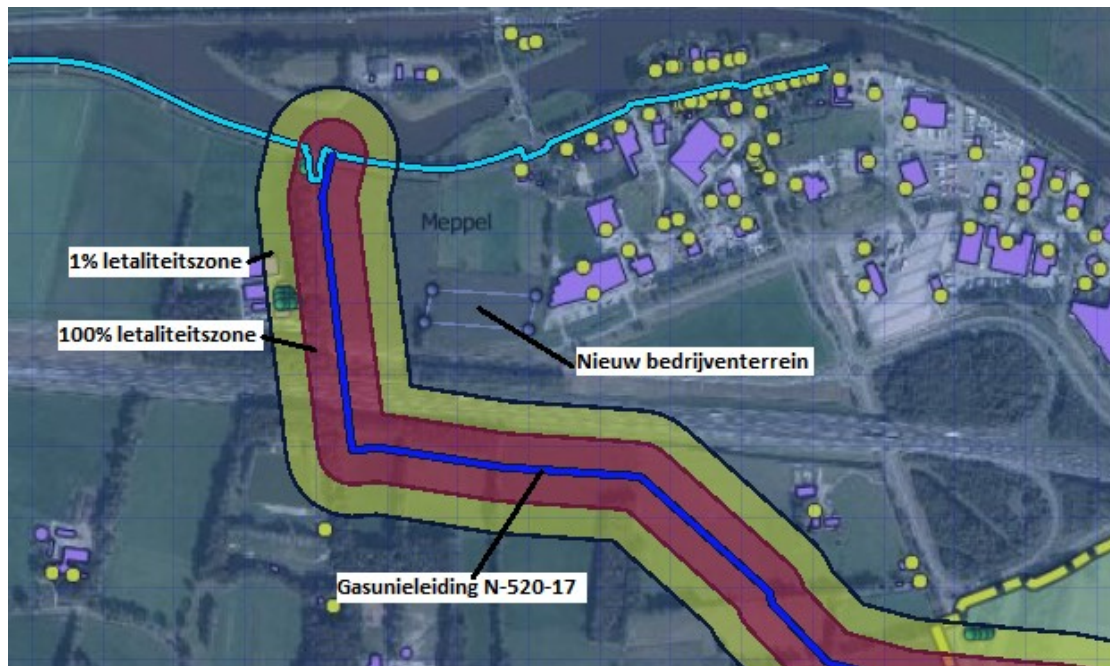 Meppel
1% letaliteitszone
100% letaliteitszone
Nieuw bedrijventerrein
Gasunieleiding N-520-17